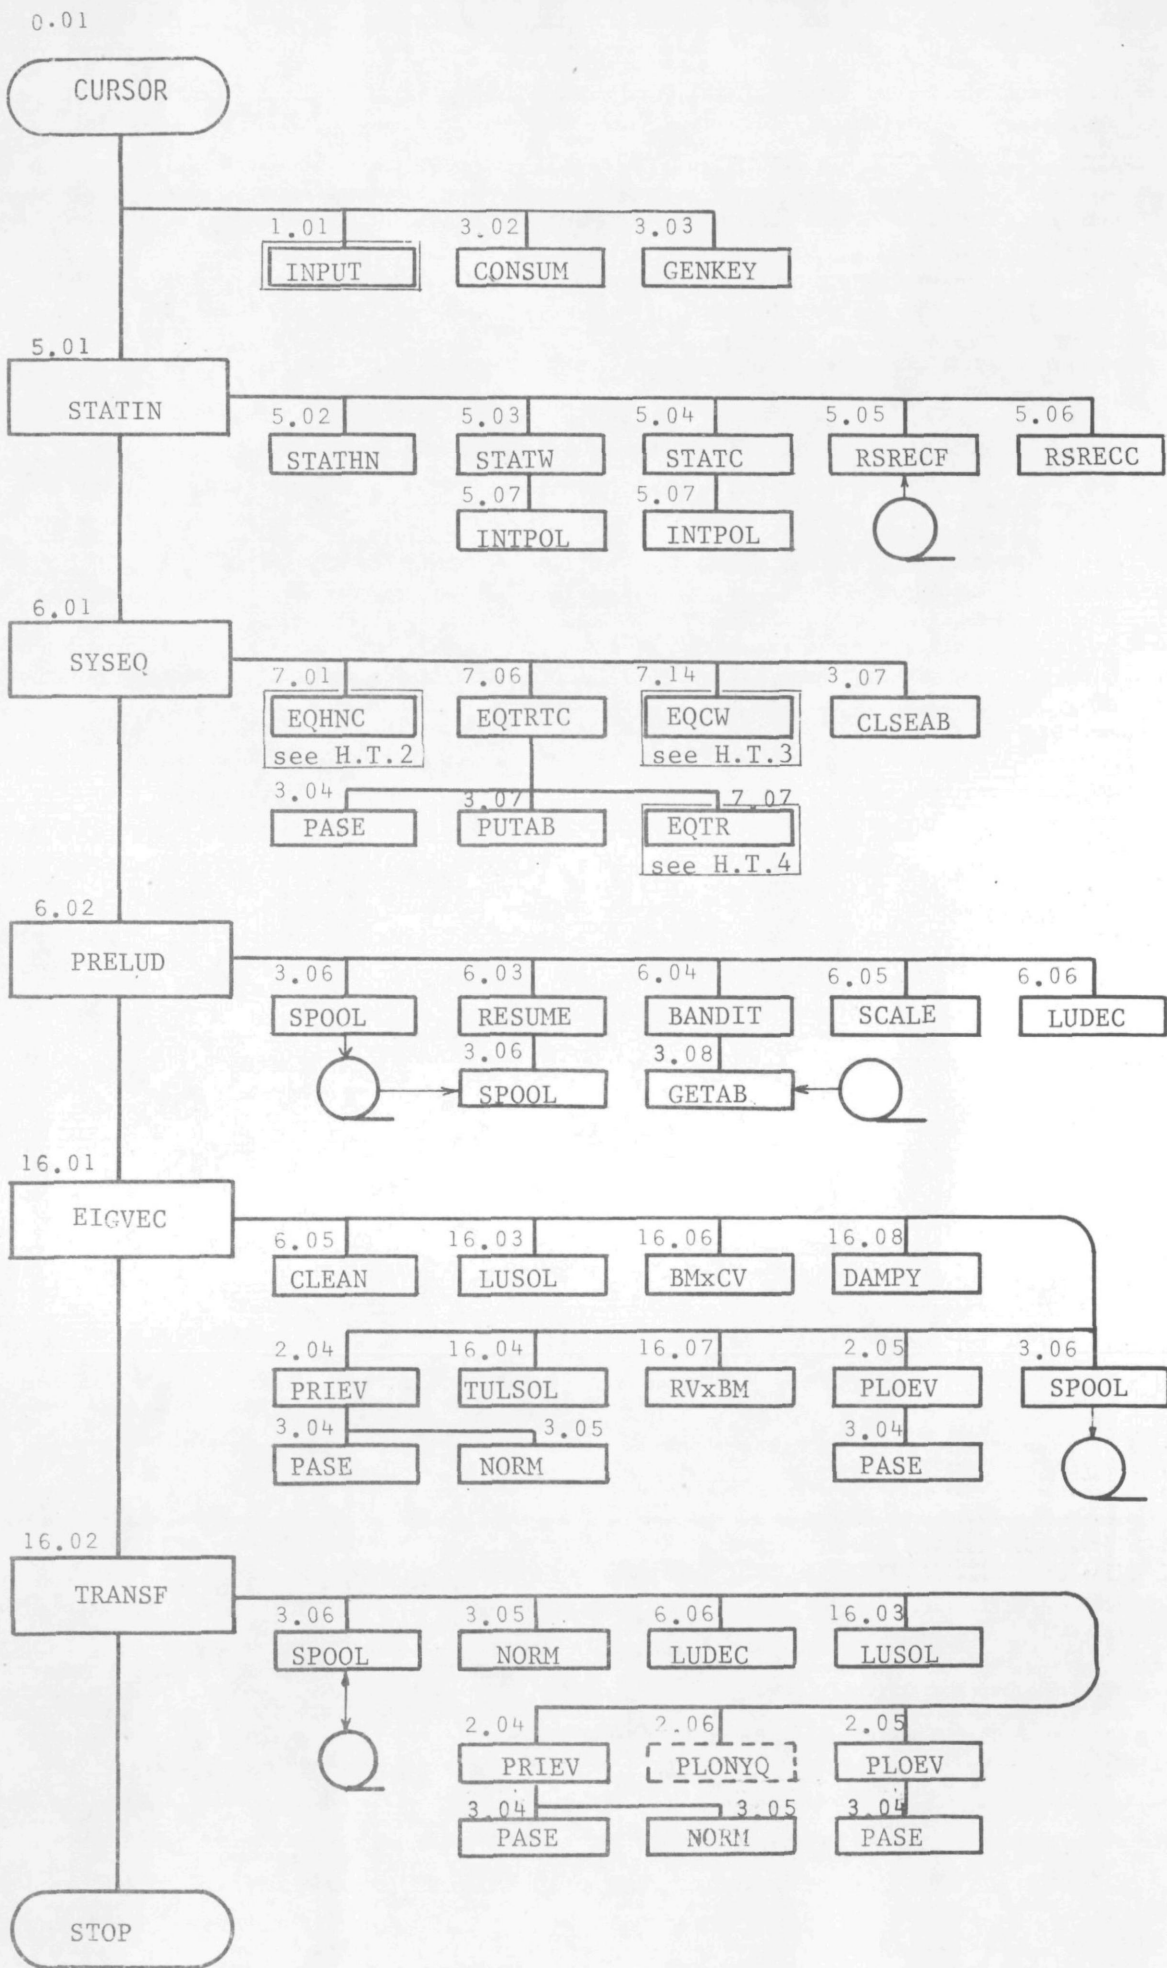 0.01
CURSOR
1.01 3.02 3.03
INPUT CONSUM GENKEY
5.01
STATIN
5.02 5.03 5.04 5.05 5.06
STATHN STATW STATC RSRECF RSRECC
5.07 5.07
INTPOL INTPOL
6.01
SYSEQ
7.01 7.06 7.14 3.07
EQHNC EQTRTC EQCW CLSEAB
see H.T.2 see H.T.3
3.04 3.07 7.07
PASE PUTAB EQTR
see H.T.4
6.02
PRELUD
3.06 6.03 6.04 6.05 6.06
SPOOL RESUME BANDIT SCALE LUDEC
3.06 3.08
SPOOL GETAB
16.01
EIGVEC
6.05 16.03 16.06 16.08
CLEAN LUSOL BMxCV DAMPY
2.04 16.04 16.07 2.05 3.06
PRIEV TULSOL RVxBM PLOEV SPOOL
3.04 3.05 3.04
PASE NORM PASE
16.02
TRANSF
3.06 3.05 6.06 16.03
SPOOL NORM LUDEC LUSOL
2.04 2.06 2.05
PRIEV PLONYQ PLOEV
3.04 3.05 3.04
PASE NORM PASE
STOP